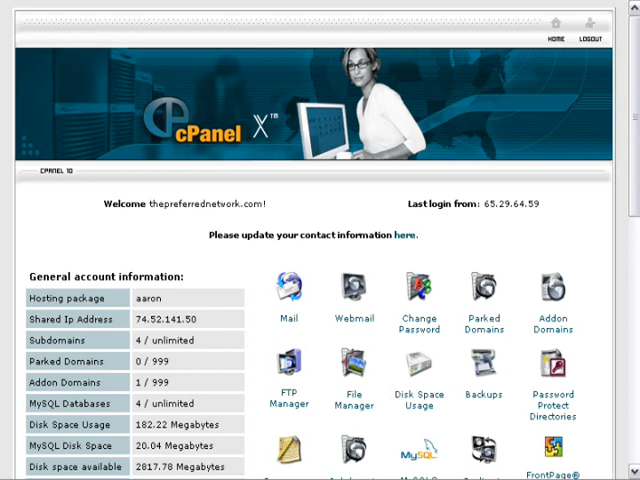 HOME LOGOUT
cPanel X™
CPANEL 10
Welcome thepreferrednetwork.com! Last login from: 65.29.64.59
Please update your contact information here.
General account information:
Hosting package aaron
Shared Ip Address 74.52.141.50
Subdomains 4 / unlimited
Parked Domains 0 / 999
Addon Domains 1 / 999
MySQL Databases 4 / unlimited
Disk Space Usage 182.22 Megabytes
MySQL Disk Space 20.04 Megabytes
Disk space available 2817.78 Megabytes
Mail
Webmail
Change
Password
Parked
Domains
Addon
Domains
FTP
Manager
File
Manager
Disk Space
Usage
Backups
Password
Protect
Directories
MySQL
FrontPage®